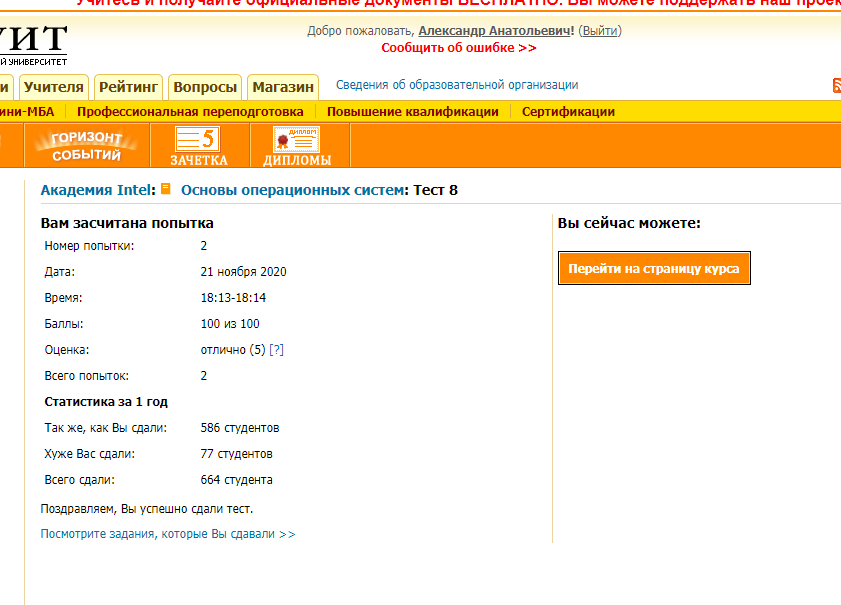 Учитесь и получайте официальные документы БЕСПЛАТНО. Вы можете поддержать наш
УИТ
УНИВЕРСИТЕТ
Добро пожаловать, Александр Анатольевич! (Выйти)
Сообщить об ошибке >>
и Учителя Рейтинг Вопросы Магазин Сведения об образовательной организации
ини-МБА Профессиональная переподготовка Повышение квалификации Сертификации
ГОРИЗОНТ СОБЫТИЙ
5
ЗАЧЕТКА
ДИПЛОМ
ДИПЛОМЫ
Академия Intel: Основы операционных систем: Тест 8
Вам засчитана попытка
Номер попытки: 2
Дата: 21 ноября 2020
Время: 18:13-18:14
Баллы: 100 из 100
Оценка: отлично (5) [?]
Всего попыток: 2
Статистика за 1 год
Так же, как Вы сдали: 586 студентов
Хуже Вас сдали: 77 студентов
Всего сдали: 664 студента
Поздравляем, Вы успешно сдали тест.
Посмотрите задания, которые Вы сдавали >>
Вы сейчас можете:
Перейти на страницу курса